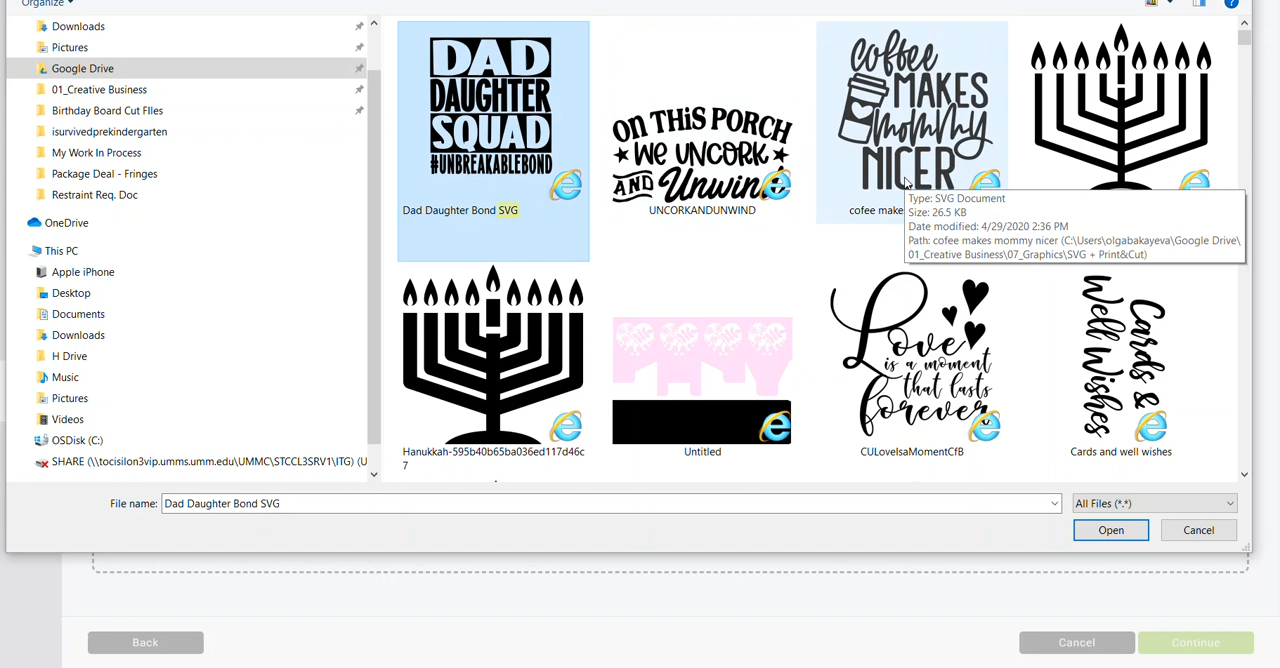 Organize
Downloads
Pictures
Google Drive
01_Creative Business
Birthday Board Cut FIles
isurvivedprekindergarten
My Work In Process
Package Deal - Fringes
Restraint Req. Doc
OneDrive
This PC
Apple iPhone
Desktop
Documents
Downloads
H Drive
Music
Pictures
Videos
OSDisk (C:)
SHARE (\\tocisilon3vip.umms.umm.edu\UMMC\STCCL3SRV1\ITG) (U
DAD
DAUGHTER
SQUAD
#UNBREAKABLEBOND
Dad Daughter Bond SVG
ON THIS PORCH
WE UNCORK
AND Unwind
UNCORKANDUNWIND
coffee
MAKES
mommy
NICER
cofee make
Type: SVG Document
Size: 26.5 KB
Date modified: 4/29/2020 2:36 PM
Path: cofee makes mommy nicer (C:\Users\olgabakayeva\Google Drive\
01_Creative Business\07_Graphics\SVG + Print&Cut)
Hanukkah-595b40b65ba036ed117d46c
7
Untitled
Love
is a moment
that lasts
forever
CULoveIsaMomentCfB
Cards &
Well Wishes
Cards and well wishes
File name: Dad Daughter Bond SVG
All Files (*.*)
Open
Cancel
Back
Cancel
Continue